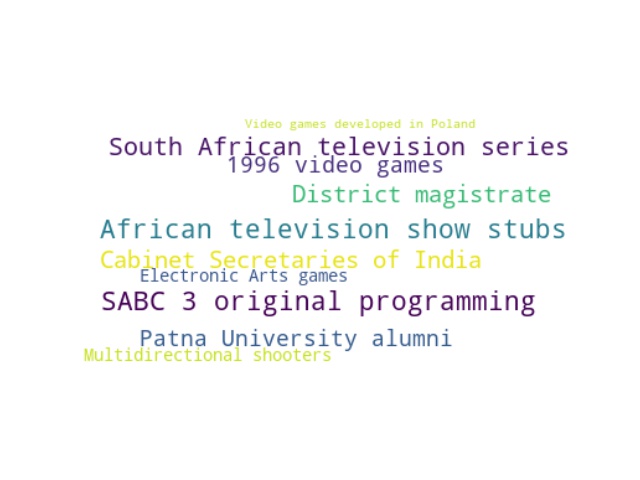 Video games developed in Poland
South African television series
1996 video games
District magistrate
African television show stubs
Cabinet Secretaries of India
Electronic Arts games
SABC 3 original programming
Patna University alumni
Multidirectional shooters